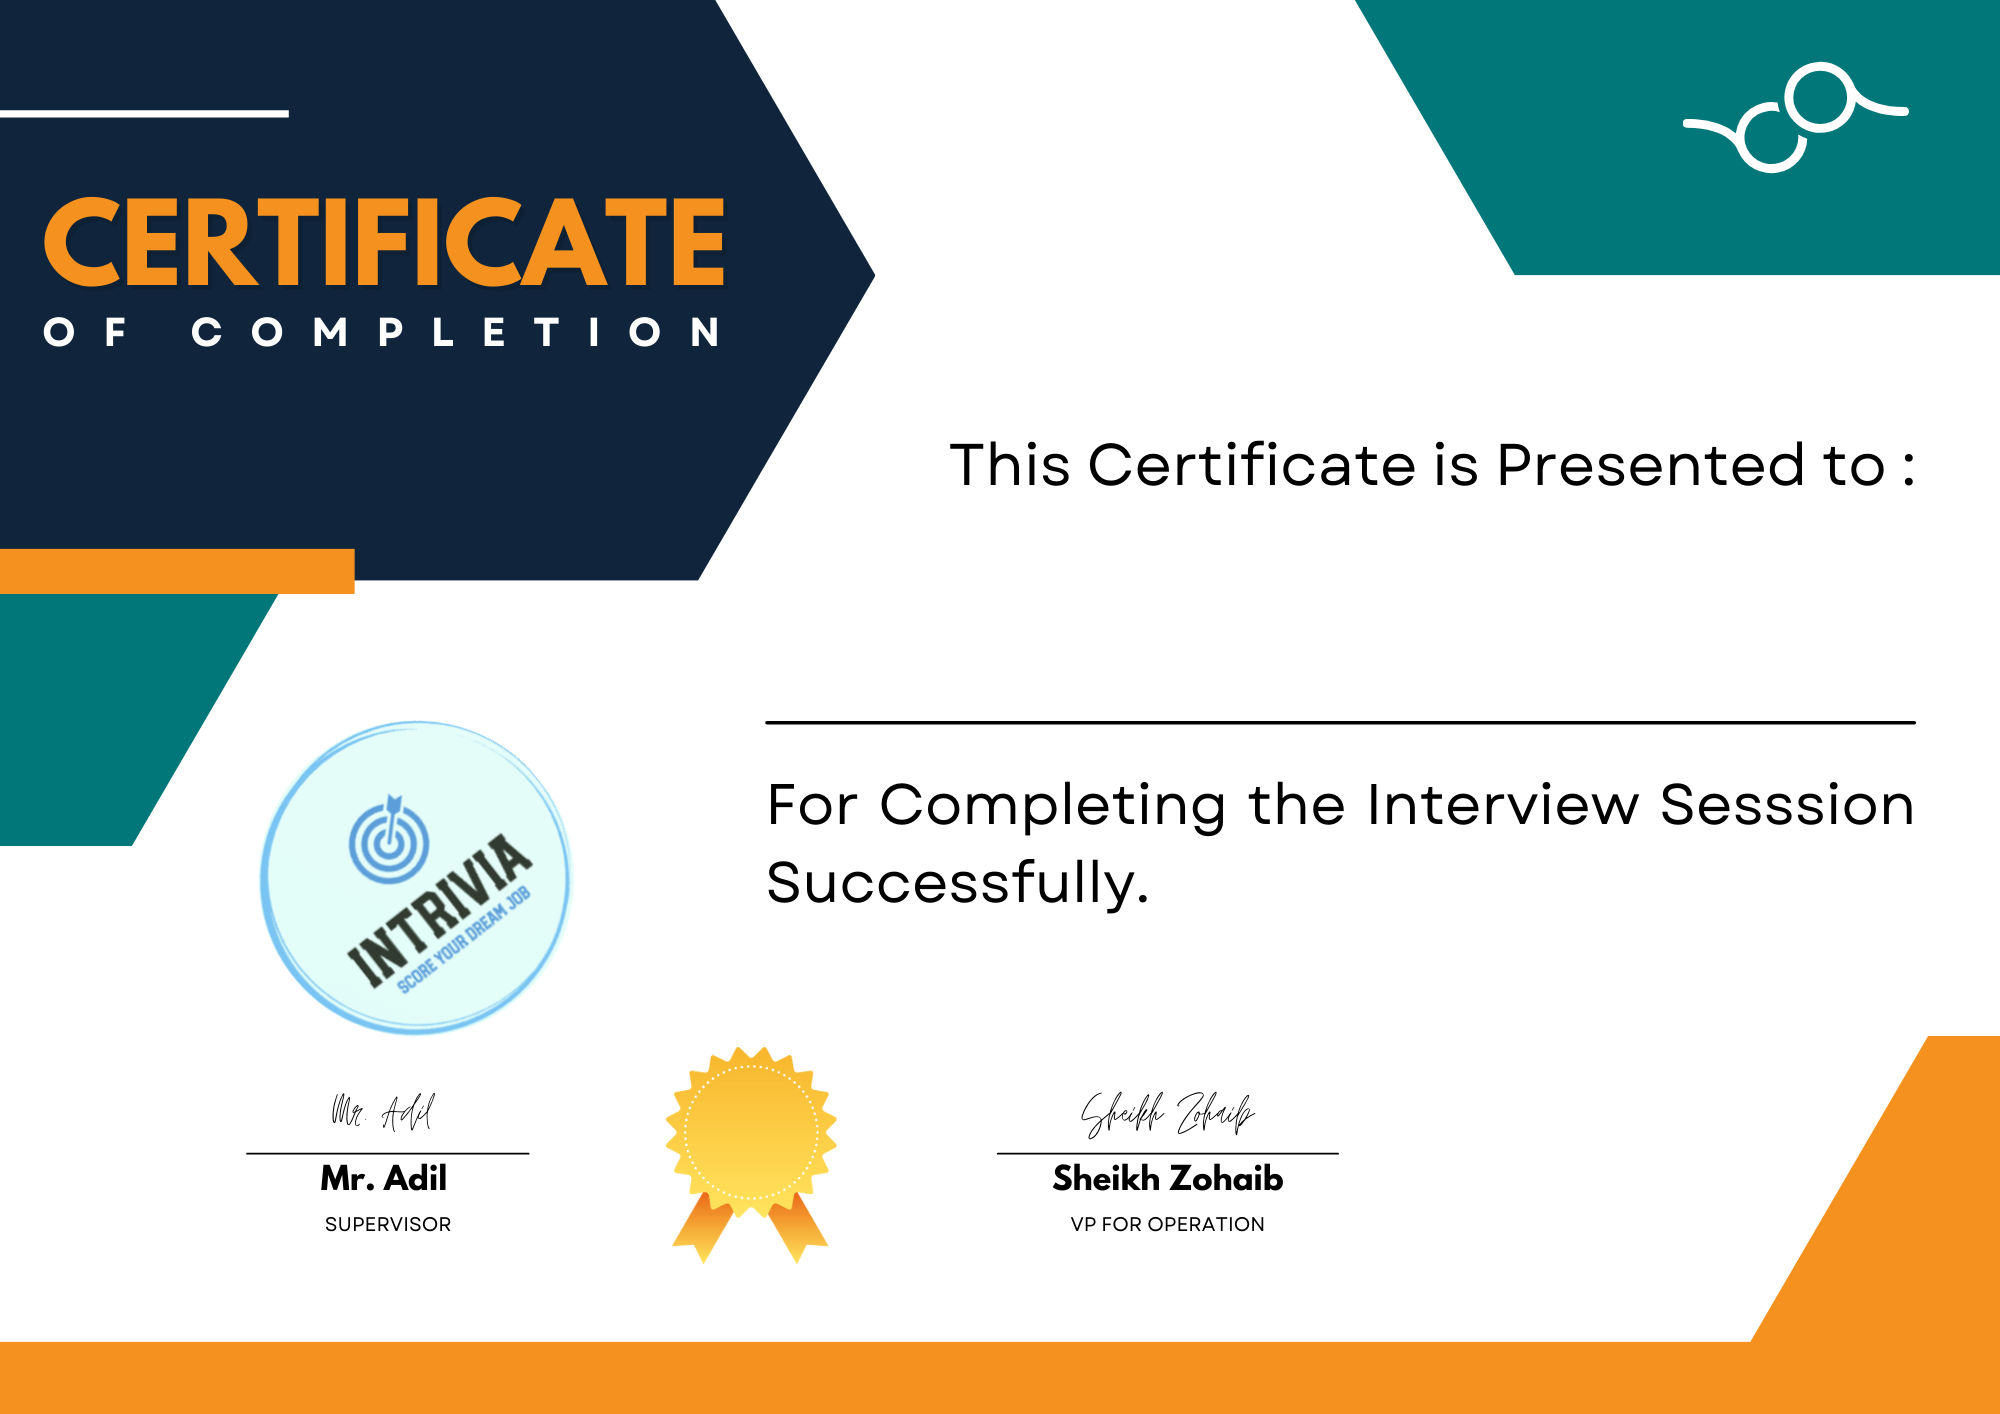 CERTIFICATE
OF COMPLETION
This Certificate is Presented to :
For Completing the Interview Sesssion
Successfully.
INTRIVIA
SCORE YOUR DREAM JOB
Mr. Adil
Mr. Adil
SUPERVISOR
Sheikh Zohaib
Sheikh Zohaib
VP FOR OPERATION